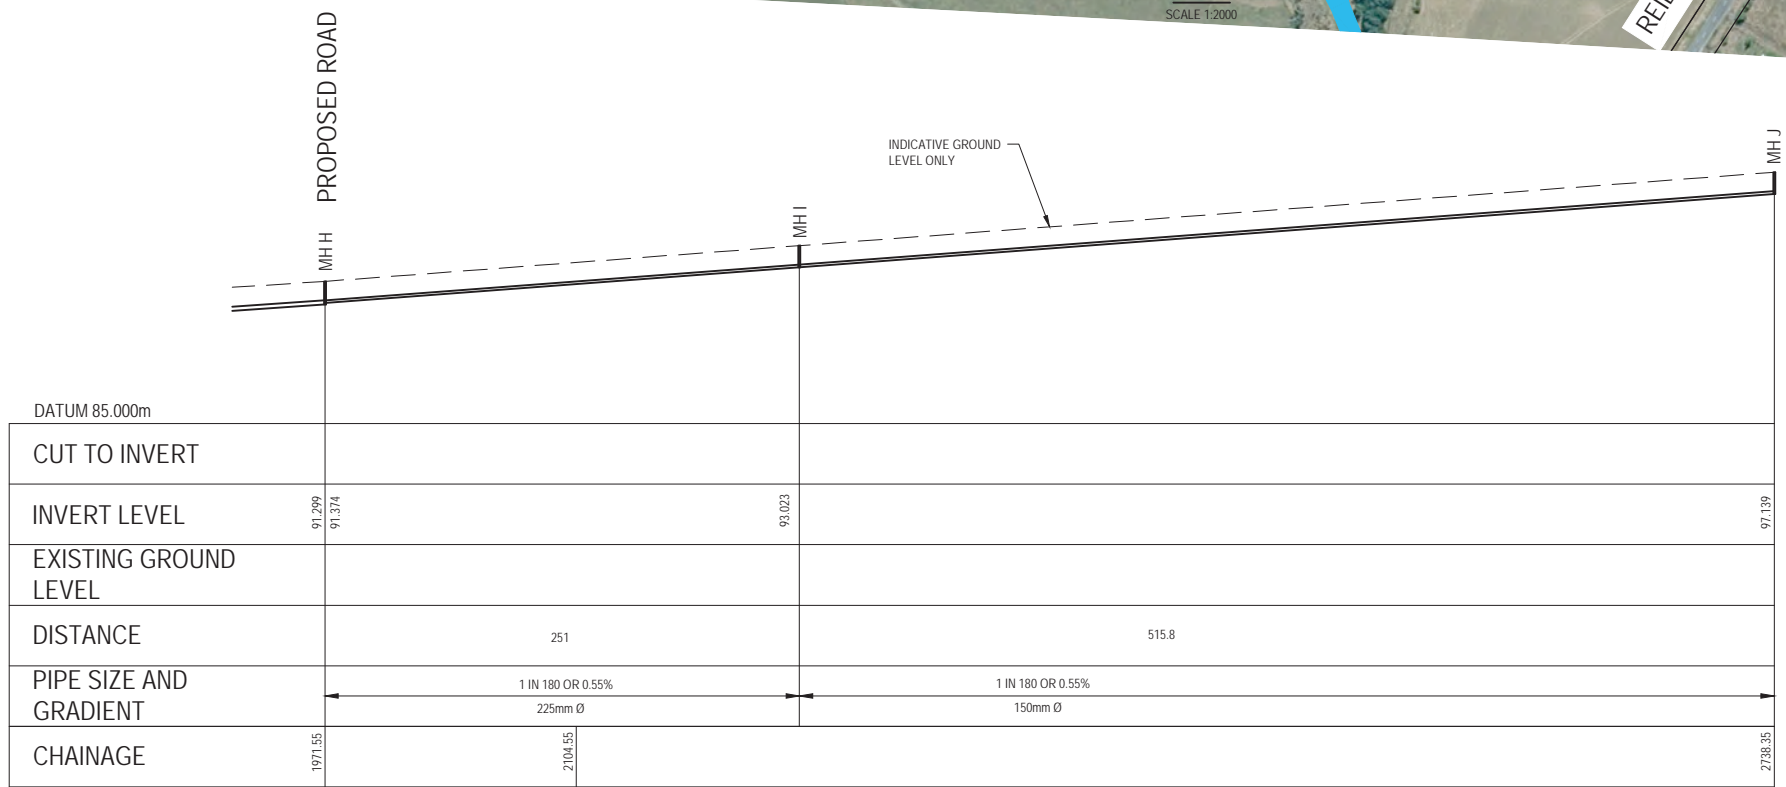 SCALE 1:2000
PROPOSED ROAD
MH H
MH I
MH J
INDICATIVE GROUND
LEVEL ONLY
DATUM 85.000m
CUT TO INVERT
INVERT LEVEL
91.299
91.374
93.023
97.139
EXISTING GROUND
LEVEL
DISTANCE
251
515.8
PIPE SIZE AND
GRADIENT
1 IN 180 OR 0.55%
225mm Ø
1 IN 180 OR 0.55%
150mm Ø
CHAINAGE
1971.55
2104.55
2738.35